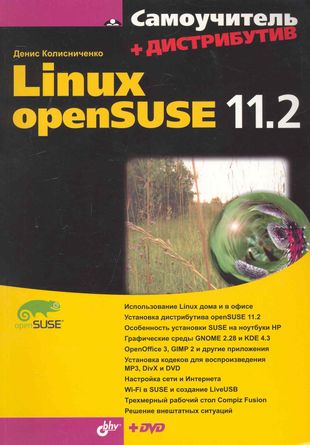 Самоучитель
+ ДИСТРИБУТИВ
Денис Колисниченко
Linux
openSUSE 11.2
openSUSE™
Использование Linux дома и в офисе
Установка дистрибутива openSUSE 11.2
Особенность установки SUSE на ноутбуки HP
Графические среды GNOME 2.28 и KDE 4.3
OpenOffice 3, GIMP 2 и другие приложения
Установка кодеков для воспроизведения
MP3, DivX и DVD
Настройка сети и Интернета
Wi-Fi в SUSE и создание LiveUSB
Трехмерный рабочий стол Compiz Fusion
Решение внештатных ситуаций
bhv
+DVD